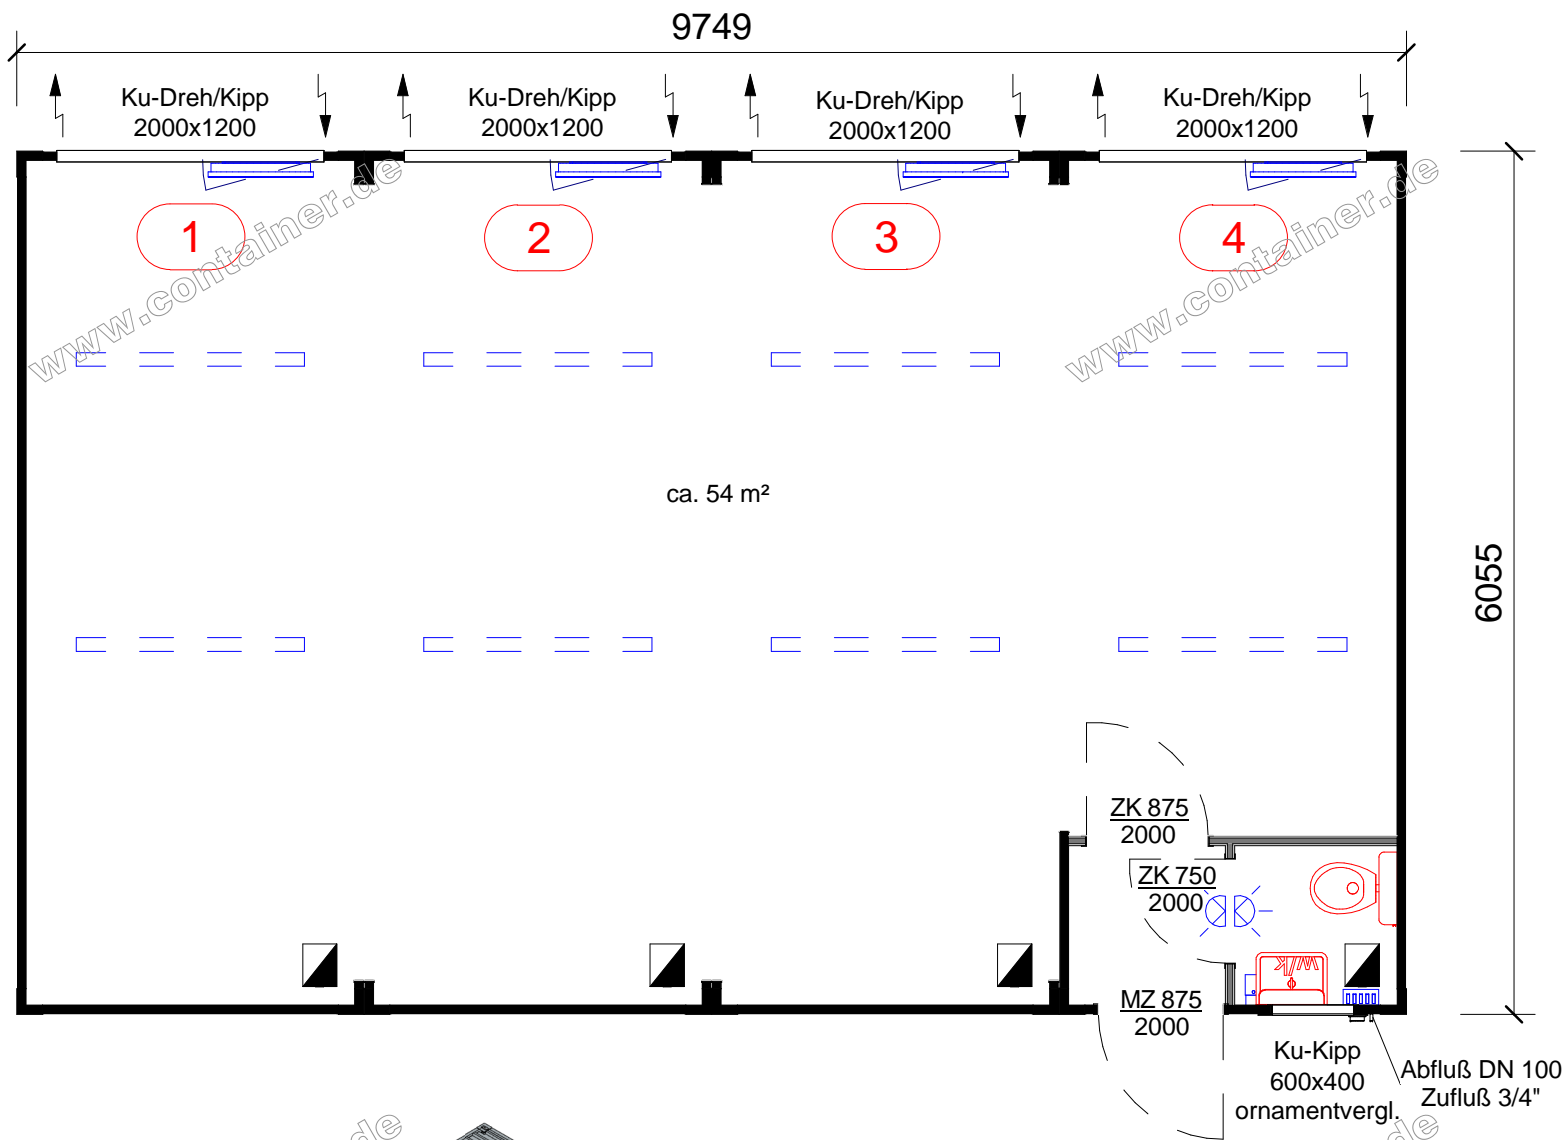 9749
Ku-Dreh/Kipp
2000x1200
Ku-Dreh/Kipp
2000x1200
Ku-Dreh/Kipp
2000x1200
Ku-Dreh/Kipp
2000x1200
1
2
3
4
www.container.de
www.container.de
ca. 54 m²
6055
ZK 875
2000
ZK 750
2000
W/K
MZ 875
2000
Ku-Kipp
600x400
ornamentvergl.
Abfluß DN 100
Zufluß 3/4"
de
de